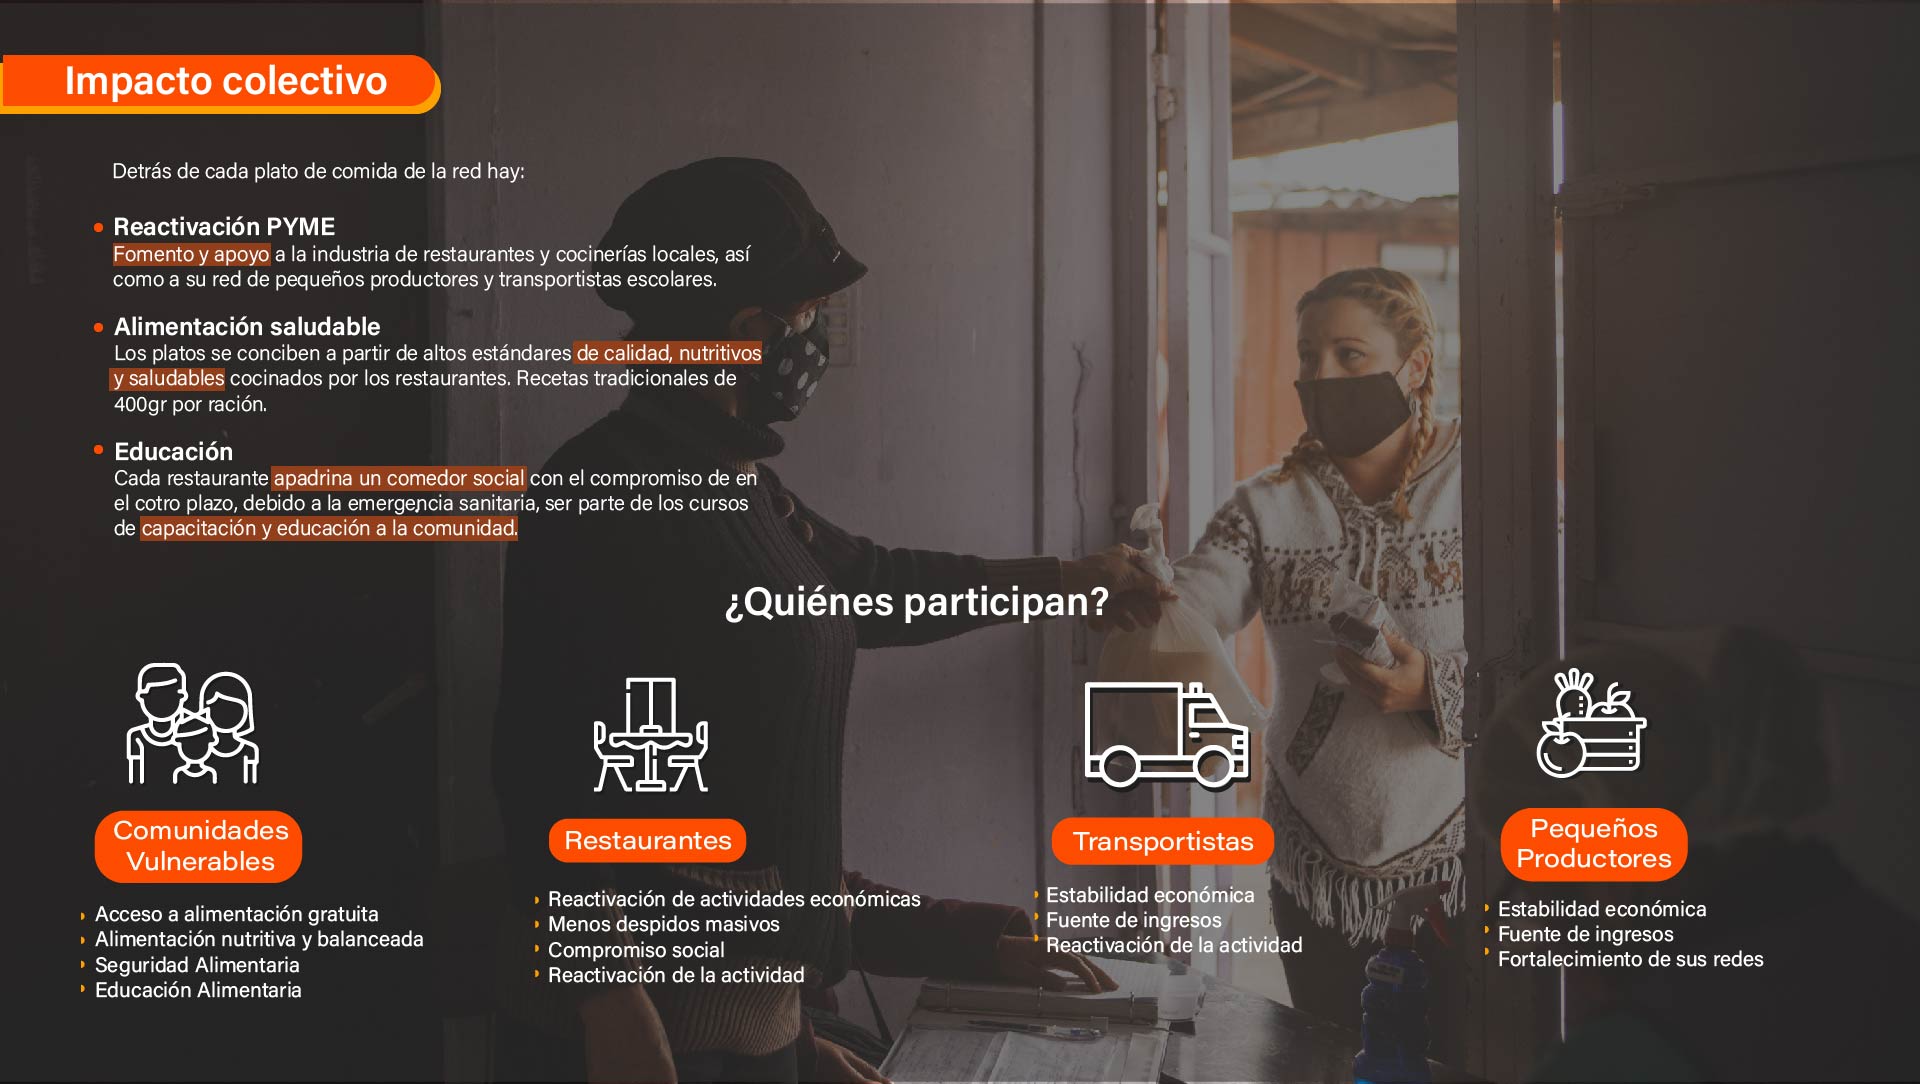 Impacto colectivo
Detrás de cada plato de comida de la red hay:
Reactivación PYME
Fomento y apoyo a la industria de restaurantes y cocinerías locales, así
como a su red de pequeños productores y transportistas escolares.
Alimentación saludable
Los platos se conciben a partir de altos estándares de calidad, nutritivos
y saludables cocinados por los restaurantes. Recetas tradicionales de
400gr por ración.
Educación
Cada restaurante apadrina un comedor social con el compromiso de en
el cotro plazo, debido a la emergencia sanitaria, ser parte de los cursos
de capacitación y educación a la comunidad.
¿Quiénes participan?
Comunidades
Vulnerables
Acceso a alimentación gratuita
Alimentación nutritiva y balanceada
Seguridad Alimentaria
Educación Alimentaria
Restaurantes
Reactivación de actividades económicas
Menos despidos masivos
Compromiso social
Reactivación de la actividad
Transportistas
Estabilidad económica
Fuente de ingresos
Reactivación de la actividad
Pequeños
Productores
Estabilidad económica
Fuente de ingresos
Fortalecimiento de sus redes